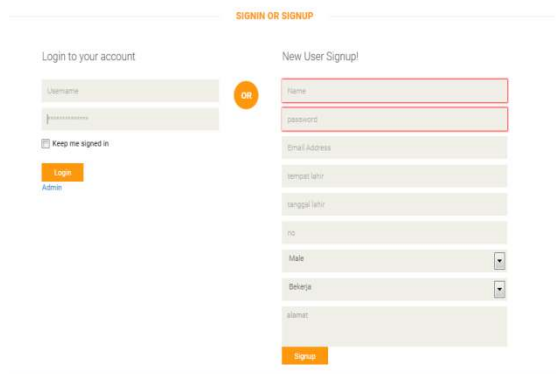 SIGNIN OR SIGNUP
Login to your account
Username
**************
Keep me signed in
Login
Admin
OR
New User Signup!
Name
password
Email Address
tempat lahir
tanggal lahir
no
Male
Bekerja
alamat
Signup